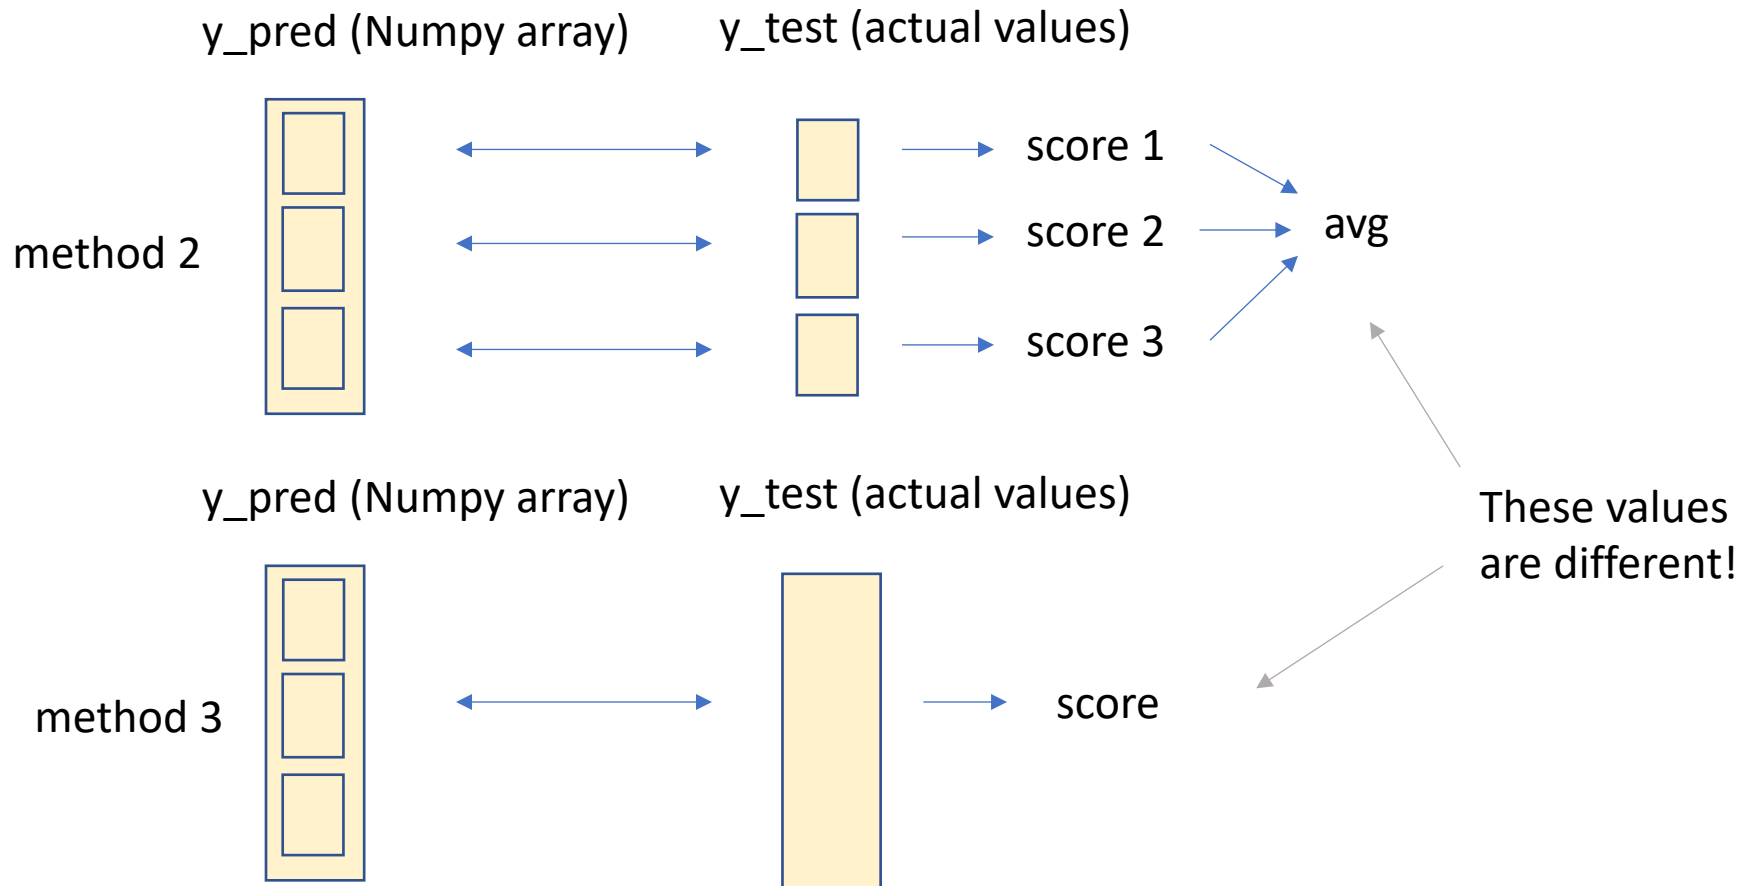 y_pred (Numpy array)
y_test (actual values)
method 2
score 1
score 2
score 3
avg
y_pred (Numpy array)
y_test (actual values)
method 3
score
These values
are different!